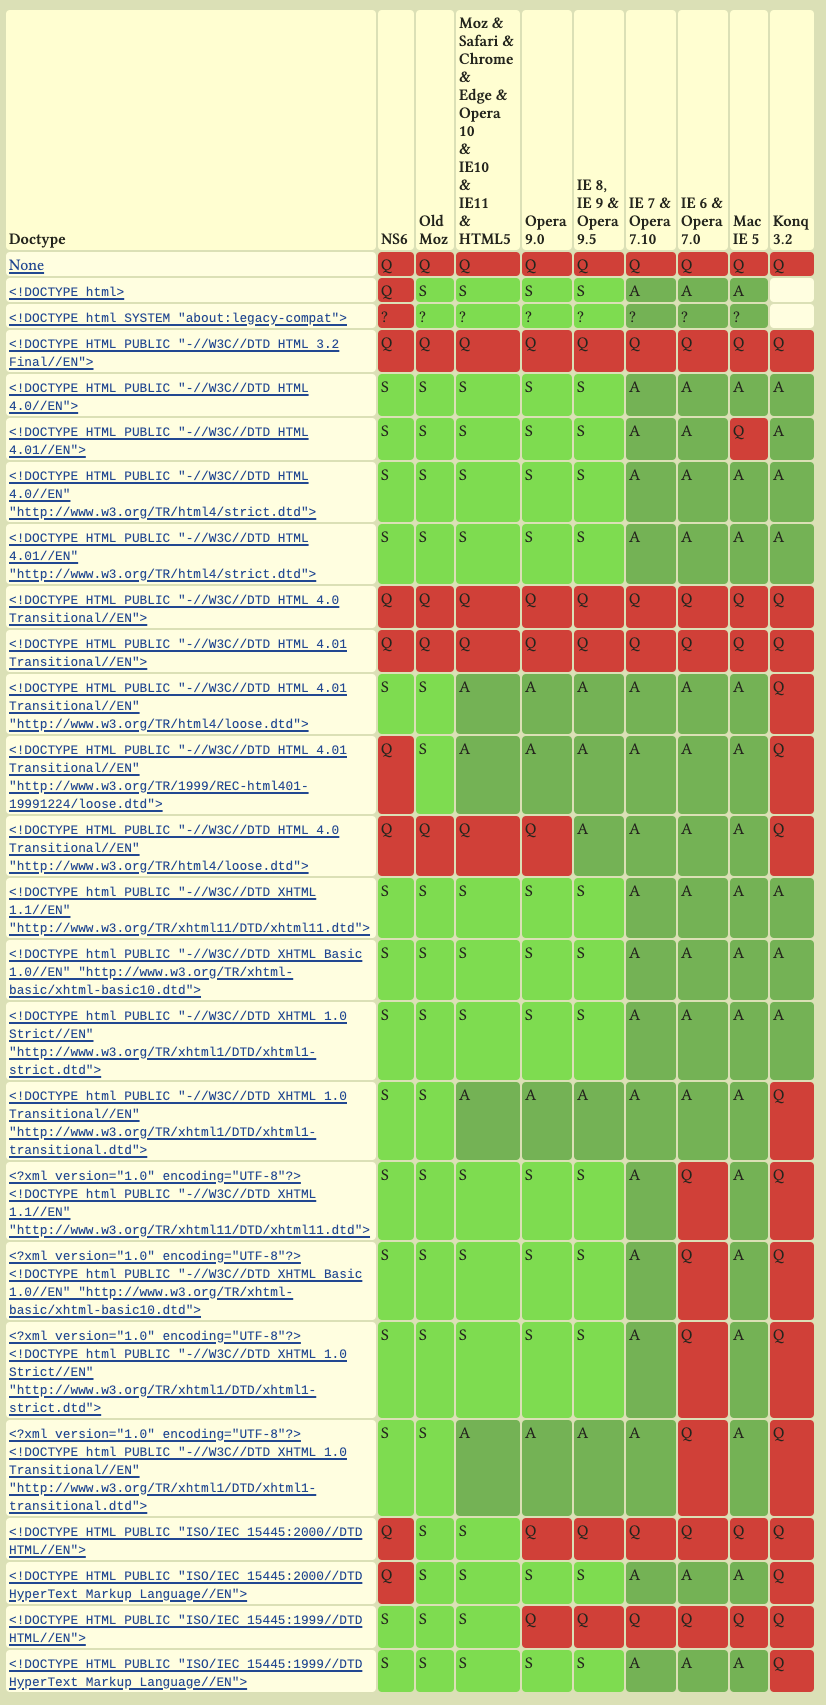 Doctype
NS6
Old
Moz
Moz &
Safari &
Chrome
&
Edge &
Opera
10
&
IE10
&
IE11
&
HTML5
Opera
9.0
IE 8,
IE 9 &
Opera
9.5
IE 7 &
Opera
7.10
IE 6 &
Opera
7.0
Mac
IE 5
Konq
3.2
None
Q Q Q Q Q Q Q Q Q
<!DOCTYPE html>
Q S S S S A A A
<!DOCTYPE html SYSTEM "about:legacy-compat">
? ? ? ? ? ? ? ?
<!DOCTYPE HTML PUBLIC "-//W3C//DTD HTML 3.2
Final//EN">
Q Q Q Q Q Q Q Q Q
<!DOCTYPE HTML PUBLIC "-//W3C//DTD HTML
4.0//EN">
S S S S S A A A A
<!DOCTYPE HTML PUBLIC "-//W3C//DTD HTML
4.01//EN">
S S S S S A A Q A
<!DOCTYPE HTML PUBLIC "-//W3C//DTD HTML
4.0//EN"
"http://www.w3.org/TR/html4/strict.dtd">
S S S S S A A A A
<!DOCTYPE HTML PUBLIC "-//W3C//DTD HTML
4.01//EN"
"http://www.w3.org/TR/html4/strict.dtd">
S S S S S A A A A
<!DOCTYPE HTML PUBLIC "-//W3C//DTD HTML 4.0
Transitional//EN">
Q Q Q Q Q Q Q Q Q
<!DOCTYPE HTML PUBLIC "-//W3C//DTD HTML 4.01
Transitional//EN">
Q Q Q Q Q Q Q Q Q
<!DOCTYPE HTML PUBLIC "-//W3C//DTD HTML 4.01
Transitional//EN"
"http://www.w3.org/TR/html4/loose.dtd">
S S A A A A A A Q
<!DOCTYPE HTML PUBLIC "-//W3C//DTD HTML 4.01
Transitional//EN"
"http://www.w3.org/TR/1999/REC-html401-
19991224/loose.dtd">
Q S A A A A A A Q
<!DOCTYPE HTML PUBLIC "-//W3C//DTD HTML 4.0
Transitional//EN"
"http://www.w3.org/TR/html4/loose.dtd">
Q Q Q Q A A A A Q
<!DOCTYPE html PUBLIC "-//W3C//DTD XHTML
1.1//EN"
"http://www.w3.org/TR/xhtml11/DTD/xhtml11.dtd">
S S S S S A A A A
<!DOCTYPE html PUBLIC "-//W3C//DTD XHTML Basic
1.0//EN" "http://www.w3.org/TR/xhtml-
basic/xhtml-basic10.dtd">
S S S S S A A A A
<!DOCTYPE html PUBLIC "-//W3C//DTD XHTML 1.0
Strict//EN"
"http://www.w3.org/TR/xhtml1/DTD/xhtml1-
strict.dtd">
S S S S S A A A A
<!DOCTYPE html PUBLIC "-//W3C//DTD XHTML 1.0
Transitional//EN"
"http://www.w3.org/TR/xhtml1/DTD/xhtml1-
transitional.dtd">
S S A A A A A A Q
<?xml version="1.0" encoding="UTF-8"?>
<!DOCTYPE html PUBLIC "-//W3C//DTD XHTML
1.1//EN"
"http://www.w3.org/TR/xhtml11/DTD/xhtml11.dtd">
S S S S S A Q A Q
<?xml version="1.0" encoding="UTF-8"?>
<!DOCTYPE html PUBLIC "-//W3C//DTD XHTML Basic
1.0//EN" "http://www.w3.org/TR/xhtml-
basic/xhtml-basic10.dtd">
S S S S S A Q A Q
<?xml version="1.0" encoding="UTF-8"?>
<!DOCTYPE html PUBLIC "-//W3C//DTD XHTML 1.0
Strict//EN"
"http://www.w3.org/TR/xhtml1/DTD/xhtml1-
strict.dtd">
S S S S S A Q A Q
<?xml version="1.0" encoding="UTF-8"?>
<!DOCTYPE html PUBLIC "-//W3C//DTD XHTML 1.0
Transitional//EN"
"http://www.w3.org/TR/xhtml1/DTD/xhtml1-
transitional.dtd">
S S A A A A Q A Q
<!DOCTYPE HTML PUBLIC "ISO/IEC 15445:2000//DTD
HTML//EN">
Q S S Q Q Q Q Q Q
<!DOCTYPE HTML PUBLIC "ISO/IEC 15445:2000//DTD
HyperText Markup Language//EN">
Q S S S S A A A Q
<!DOCTYPE HTML PUBLIC "ISO/IEC 15445:1999//DTD
HTML//EN">
S S S Q Q Q Q Q Q
<!DOCTYPE HTML PUBLIC "ISO/IEC 15445:1999//DTD
HyperText Markup Language//EN">
S S S S S A A A Q